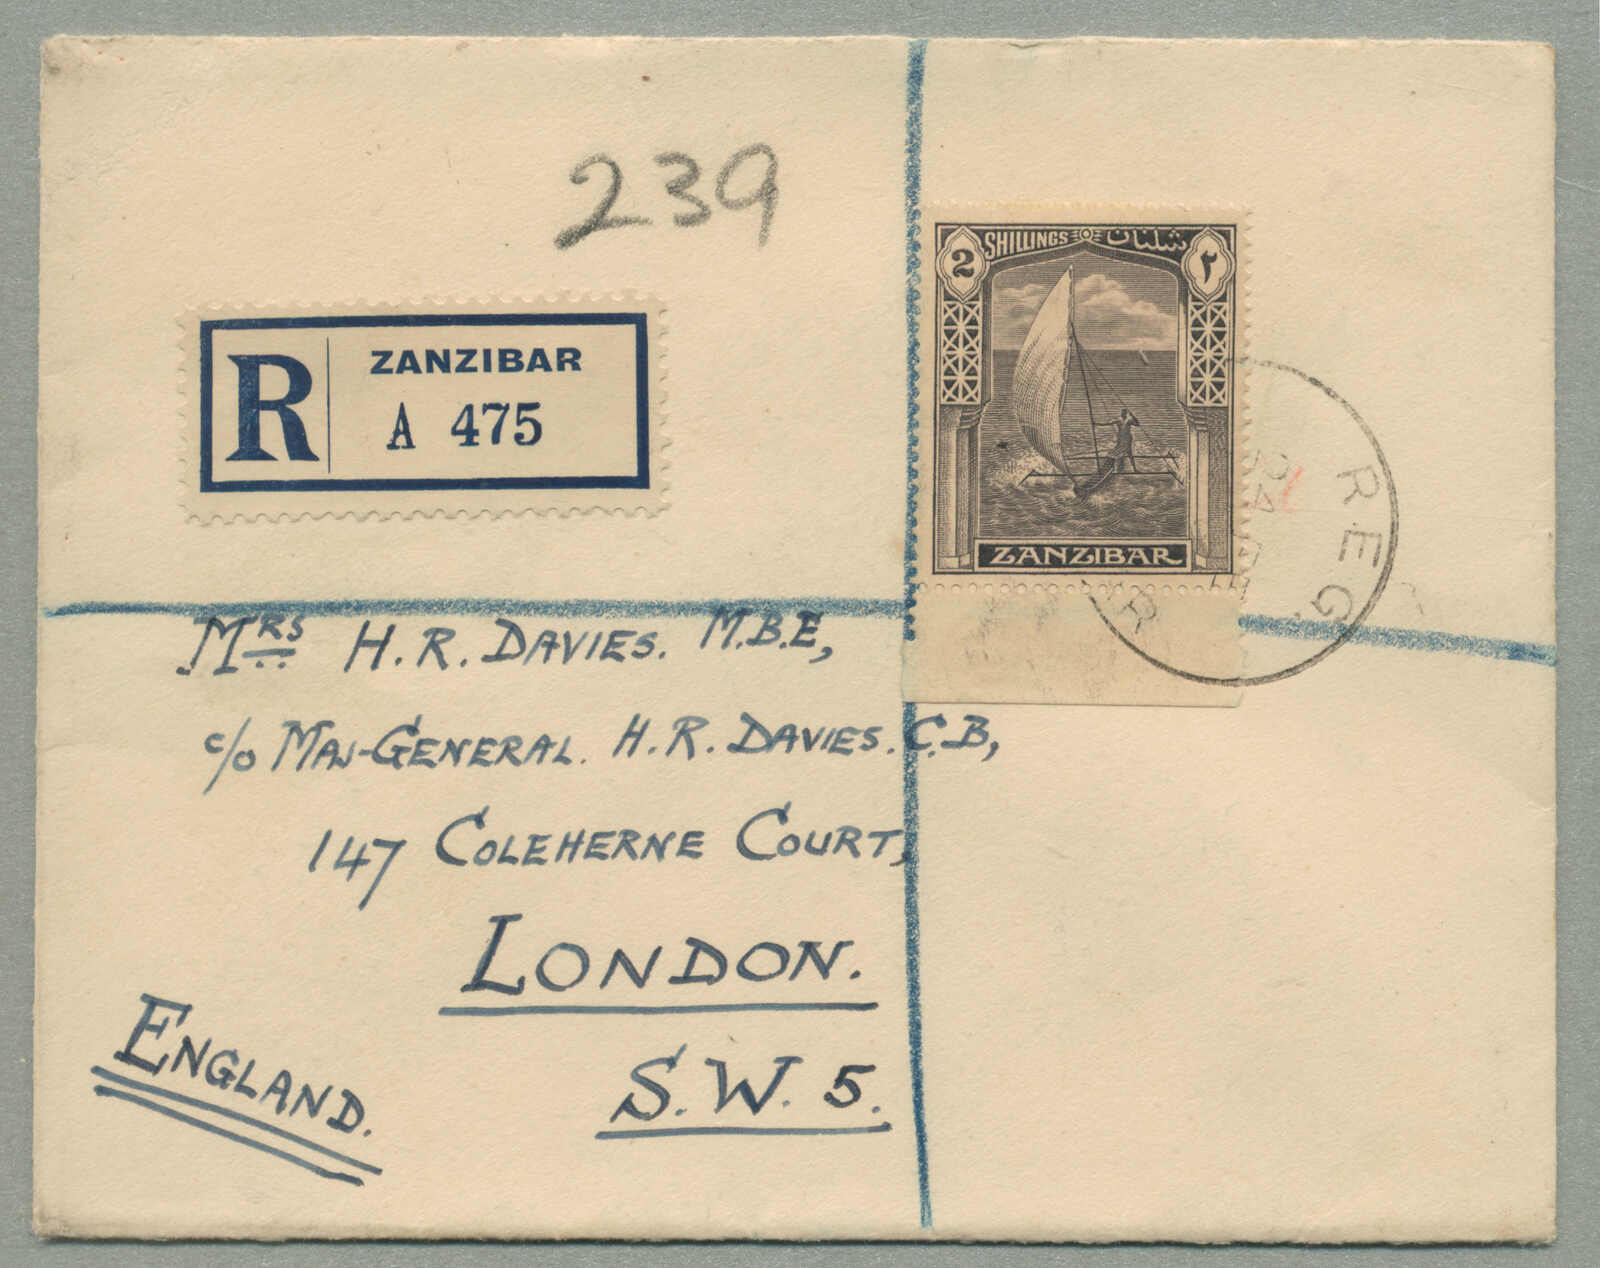 239
2 SHILLINGS شلنان ٢
ZANZIBAR
R ZANZIBAR
A 475
REG
R
Mrs H. R. DAVIES. M.B.E,
c/o MAJ-GENERAL. H. R. DAVIES. C.B,
147 COLEHERNE COURT,
LONDON.
S. W. 5.
ENGLAND.